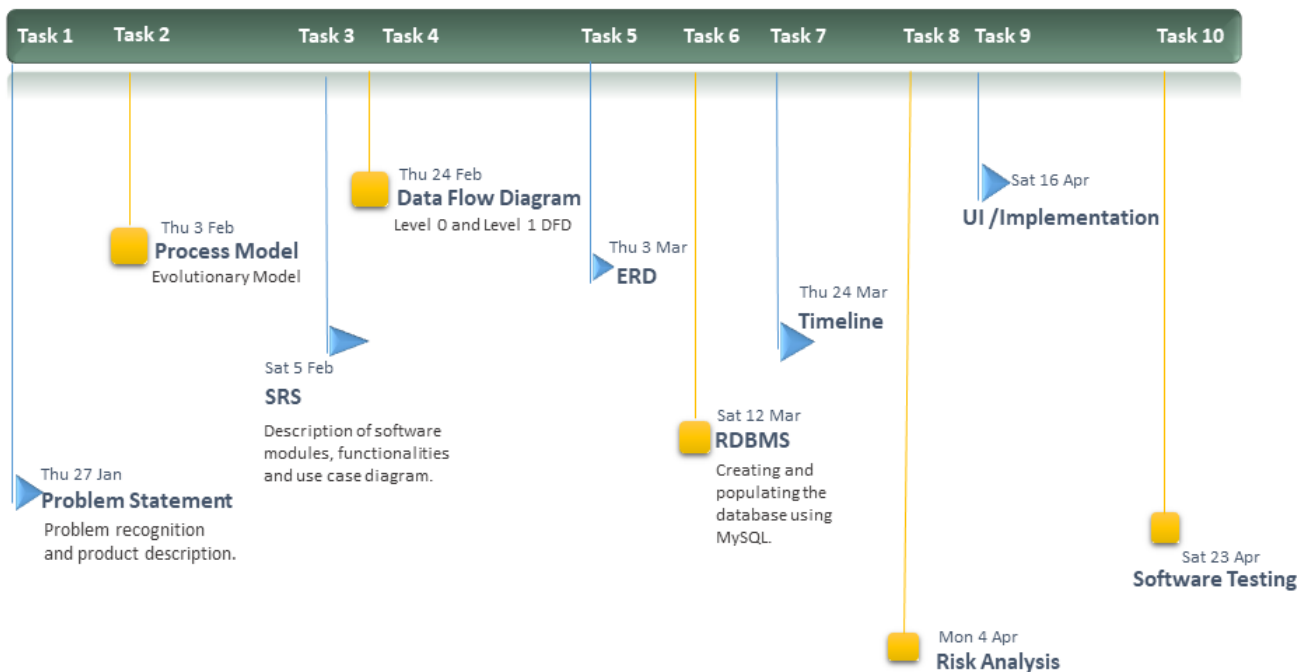 Task 1 Task 2 Task 3 Task 4 Task 5 Task 6 Task 7 Task 8 Task 9 Task 10
Thu 27 Jan
Problem Statement
Problem recognition
and product description.
Thu 3 Feb
Process Model
Evolutionary Model
Sat 5 Feb
SRS
Description of software
modules, functionalities
and use case diagram.
Thu 24 Feb
Data Flow Diagram
Level 0 and Level 1 DFD
Thu 3 Mar
ERD
Sat 12 Mar
RDBMS
Creating and
populating the
database using
MySQL.
Thu 24 Mar
Timeline
Mon 4 Apr
Risk Analysis
Sat 16 Apr
UI /Implementation
Sat 23 Apr
Software Testing